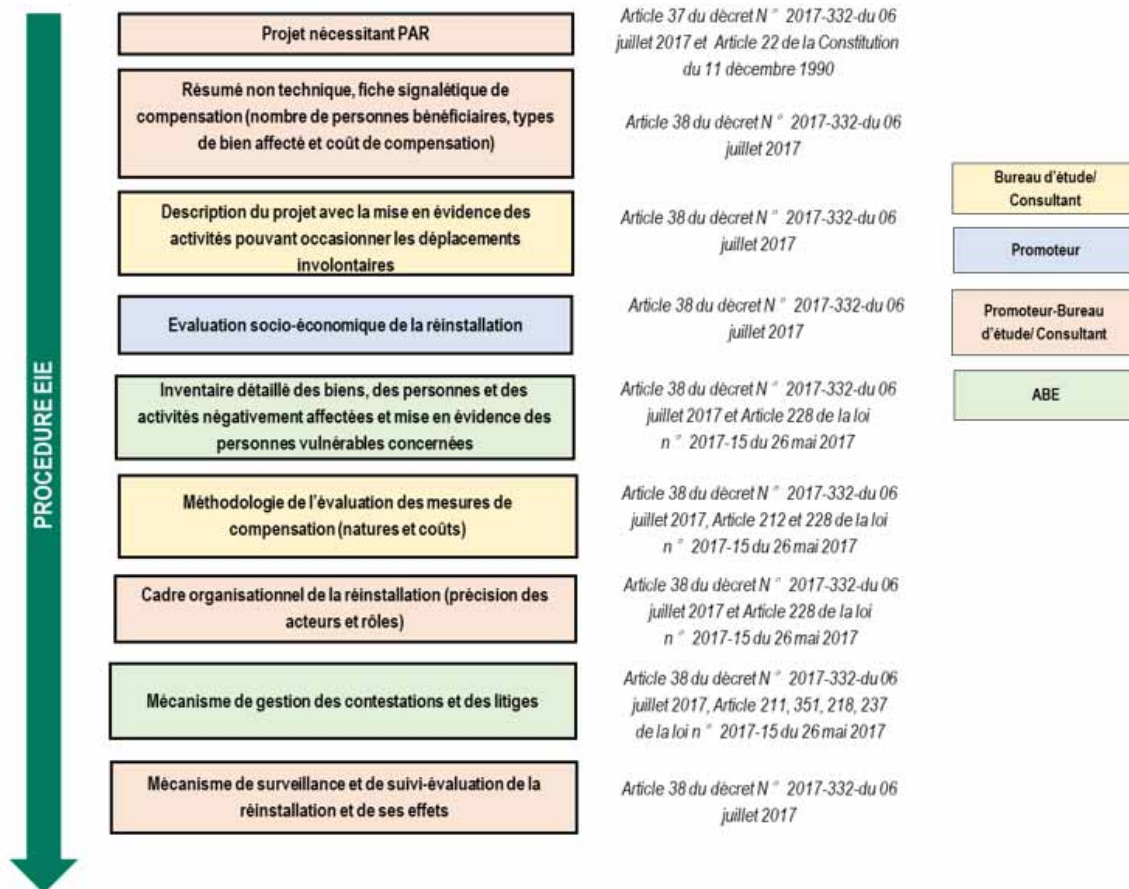 PROCEDURE EIE
Projet nécessitant PAR
Article 37 du dècret N° 2017-332-du 06
juillet 2017 et Article 22 de la Constitution
du 11 dècembre 1990
Résumé non technique, fiche signalétique de
compensation (nombre de personnes bénéficiaires, types
de bien affecté et coût de compensation)
Article 38 du dècret N° 2017-332-du 06
juillet 2017
Description du projet avec la mise en évidence des
activités pouvant occasionner les déplacements
involontaires
Article 38 du dècret N° 2017-332-du 06
juillet 2017
Evaluation socio-économique de la réinstallation
Article 38 du dècret N° 2017-332-du 06
juillet 2017
Inventaire détaillé des biens, des personnes et des
activités négativement affectées et mise en évidence des
personnes vulnérables concernées
Article 38 du dècret N° 2017-332-du 06
juillet 2017 et Article 228 de la loi
n° 2017-15 du 26 mai 2017
Méthodologie de l'évaluation des mesures de
compensation (natures et coûts)
Article 38 du dècret N° 2017-332-du 06
juillet 2017, Article 212 et 228 de la loi
n° 2017-15 du 26 mai 2017
Cadre organisationnel de la réinstallation (précision des
acteurs et rôles)
Article 38 du dècret N° 2017-332-du 06
juillet 2017 et Article 228 de la loi
n° 2017-15 du 26 mai 2017
Mécanisme de gestion des contestations et des litiges
Article 38 du dècret N° 2017-332-du 06
juillet 2017, Article 211, 351, 218, 237
de la loi n° 2017-15 du 26 mai 2017
Mécanisme de surveillance et de suivi-évaluation de la
réinstallation et de ses effets
Article 38 du dècret N° 2017-332-du 06
juillet 2017
Bureau d'étude/
Consultant
Promoteur
Promoteur-Bureau
d'étude/ Consultant
ABE